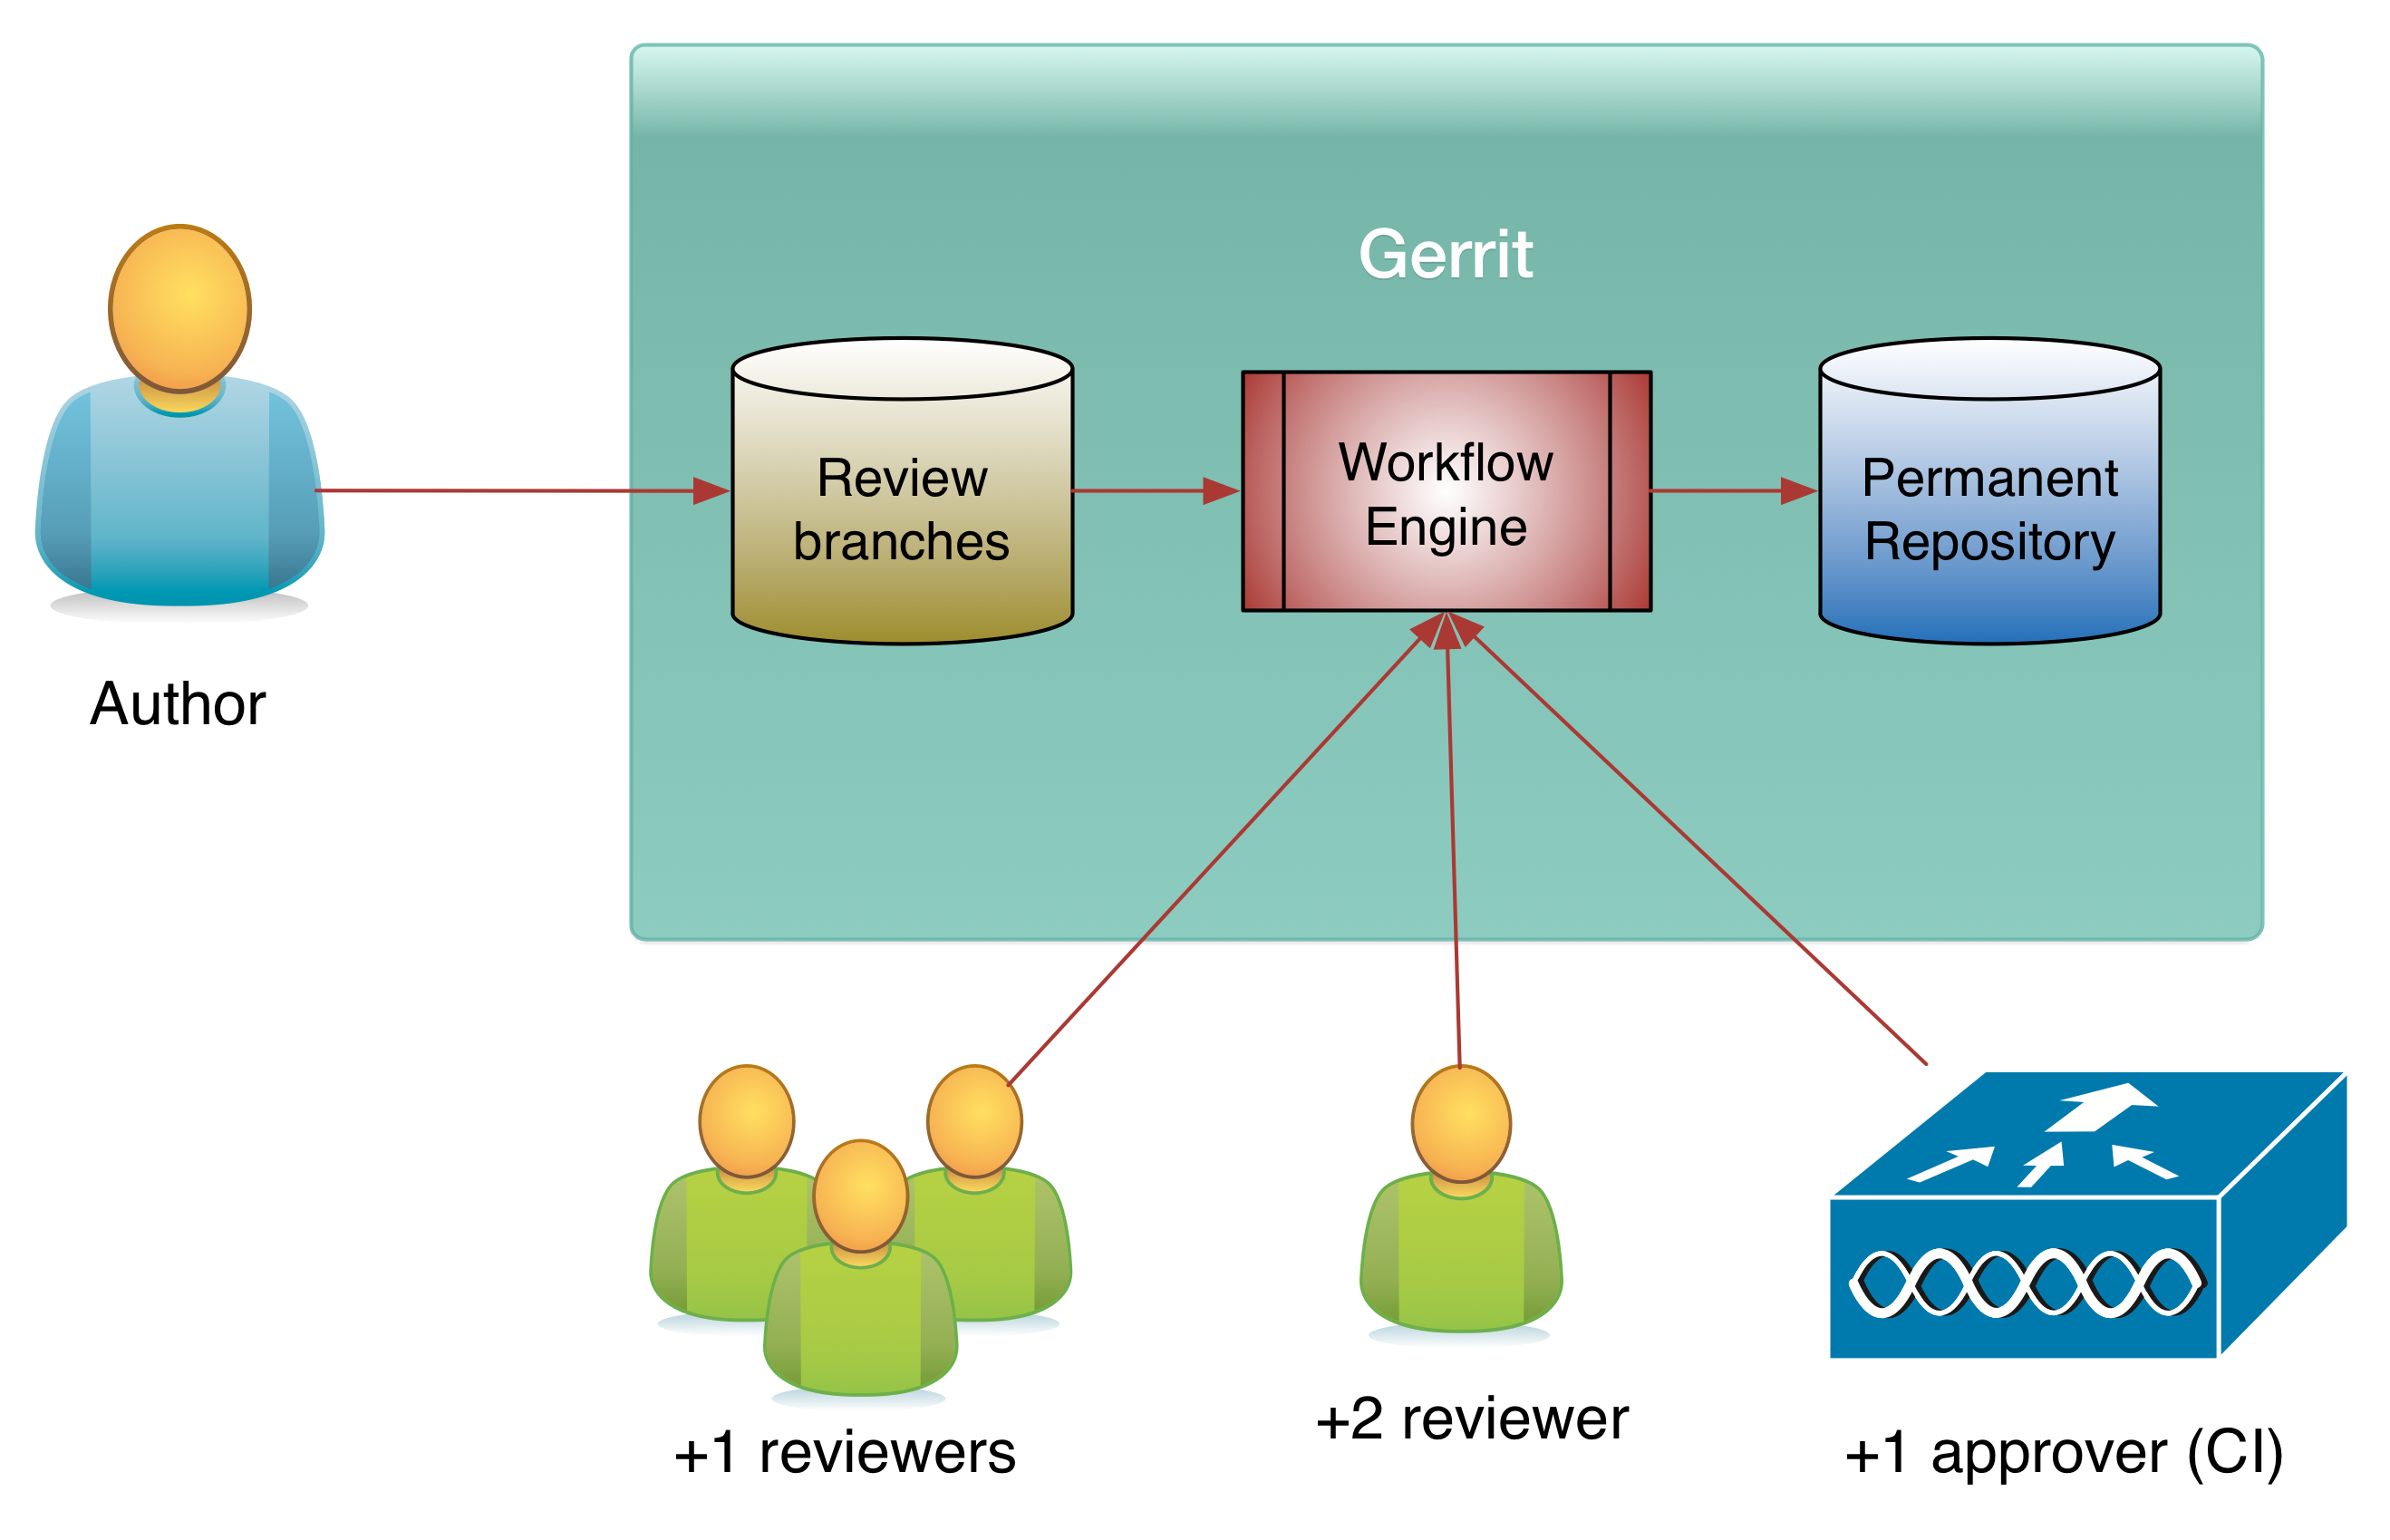 Gerrit
Review
branches
Workflow
Engine
Permanent
Repository
Author
+1 reviewers
+2 reviewer
+1 approver (CI)